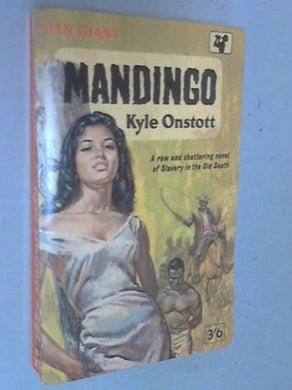 PAN GIANT
MANDINGO
Kyle Onstott
A raw and shattering novel
of Slavery in the Old South
3'6